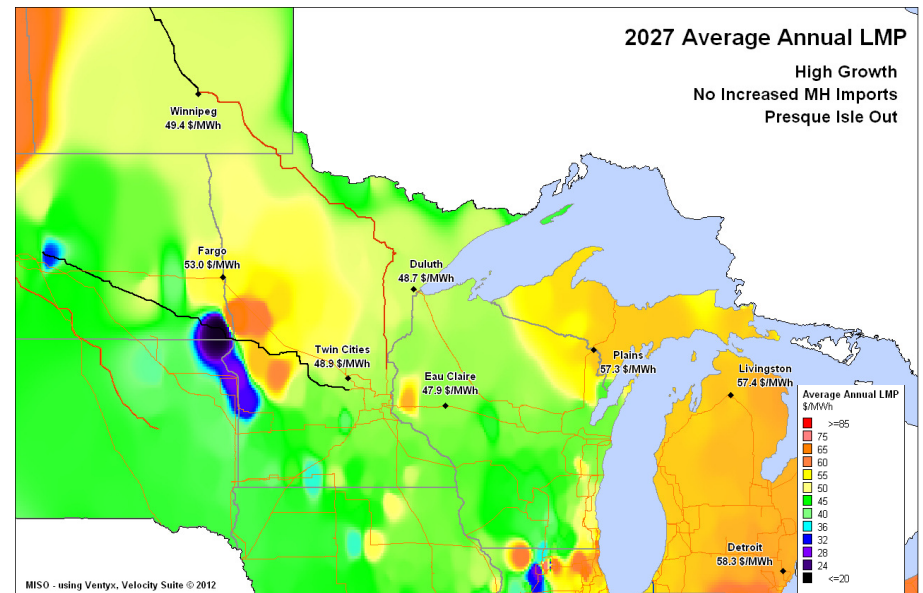 2027 Average Annual LMP
High Growth
No Increased MH Imports
Presque Isle Out
Winnipeg
49.4 $/MWh
Fargo
53.0 $/MWh
Duluth
48.7 $/MWh
Twin Cities
48.9 $/MWh
Eau Claire
47.9 $/MWh
Plains
57.3 $/MWh
Livingston
57.4 $/MWh
Detroit
58.3 $/MWh
Average Annual LMP
$/MWh
>=85
75
65
60
55
50
45
40
36
32
28
24
<=20
MISO - using Ventyx, Velocity Suite © 2012